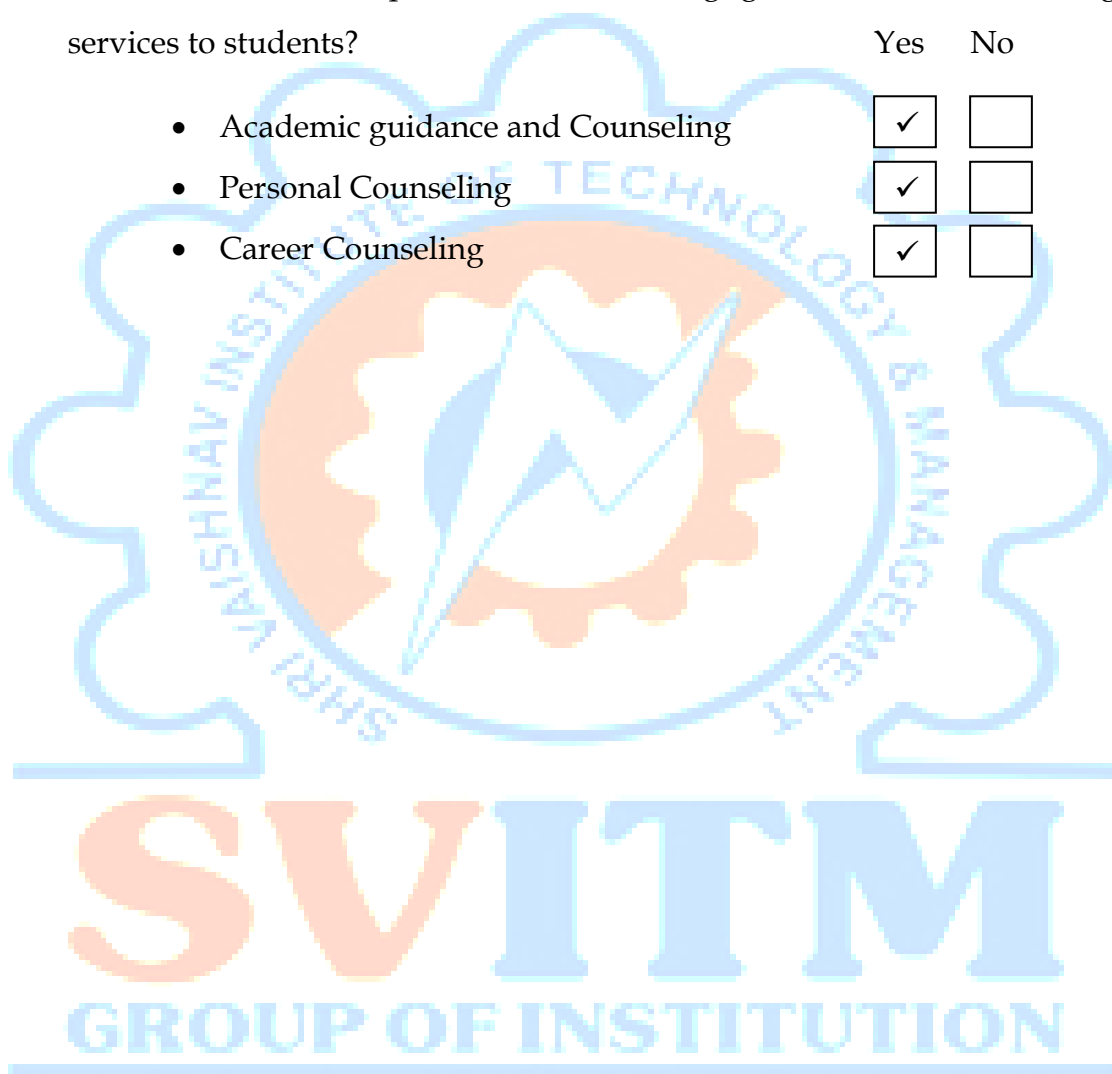 services to students? Yes No
• Academic guidance and Counseling ✓
• Personal Counseling ✓
• Career Counseling ✓
SHRI VAISHNAV INSTITUTE OF TECHNOLOGY & MANAGEMENT
SVITM
GROUP OF INSTITUTION